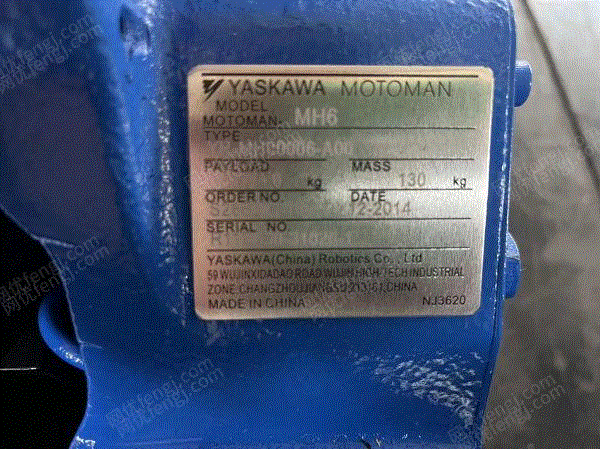 YASKAWA MOTOMAN
MODEL
MOTOMAN- MH6
TYPE
PAYLOAD MASS
kg 130 kg
ORDER NO. DATE
12-2014
SERIAL NO.
YASKAWA(China) Robotics Co., Ltd
59 WUJINXIDADAO ROAD WUJIN HIGH-TECH INDUSTRIAL
ZONE CHANGZHOU JIANGSU 213161, CHINA
MADE IN CHINA NJ3620